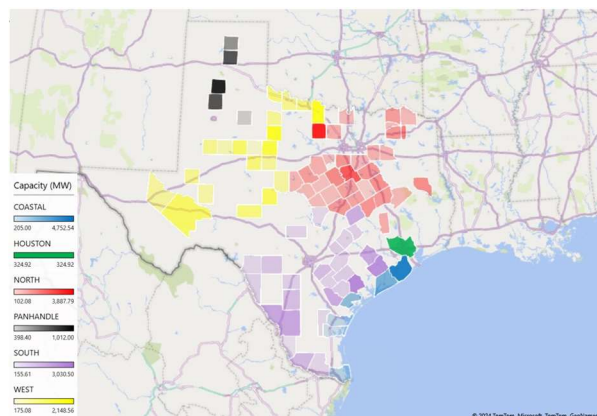 Capacity (MW)
COASTAL
205.00 4,752.54
HOUSTON
324.92 324.92
NORTH
102.08 3,887.79
PANHANDLE
398.40 1,012.00
SOUTH
155.61 3,030.50
WEST
175.08 2,148.56
© 2024 TomTom, Microsoft, TomTom, GeoNames